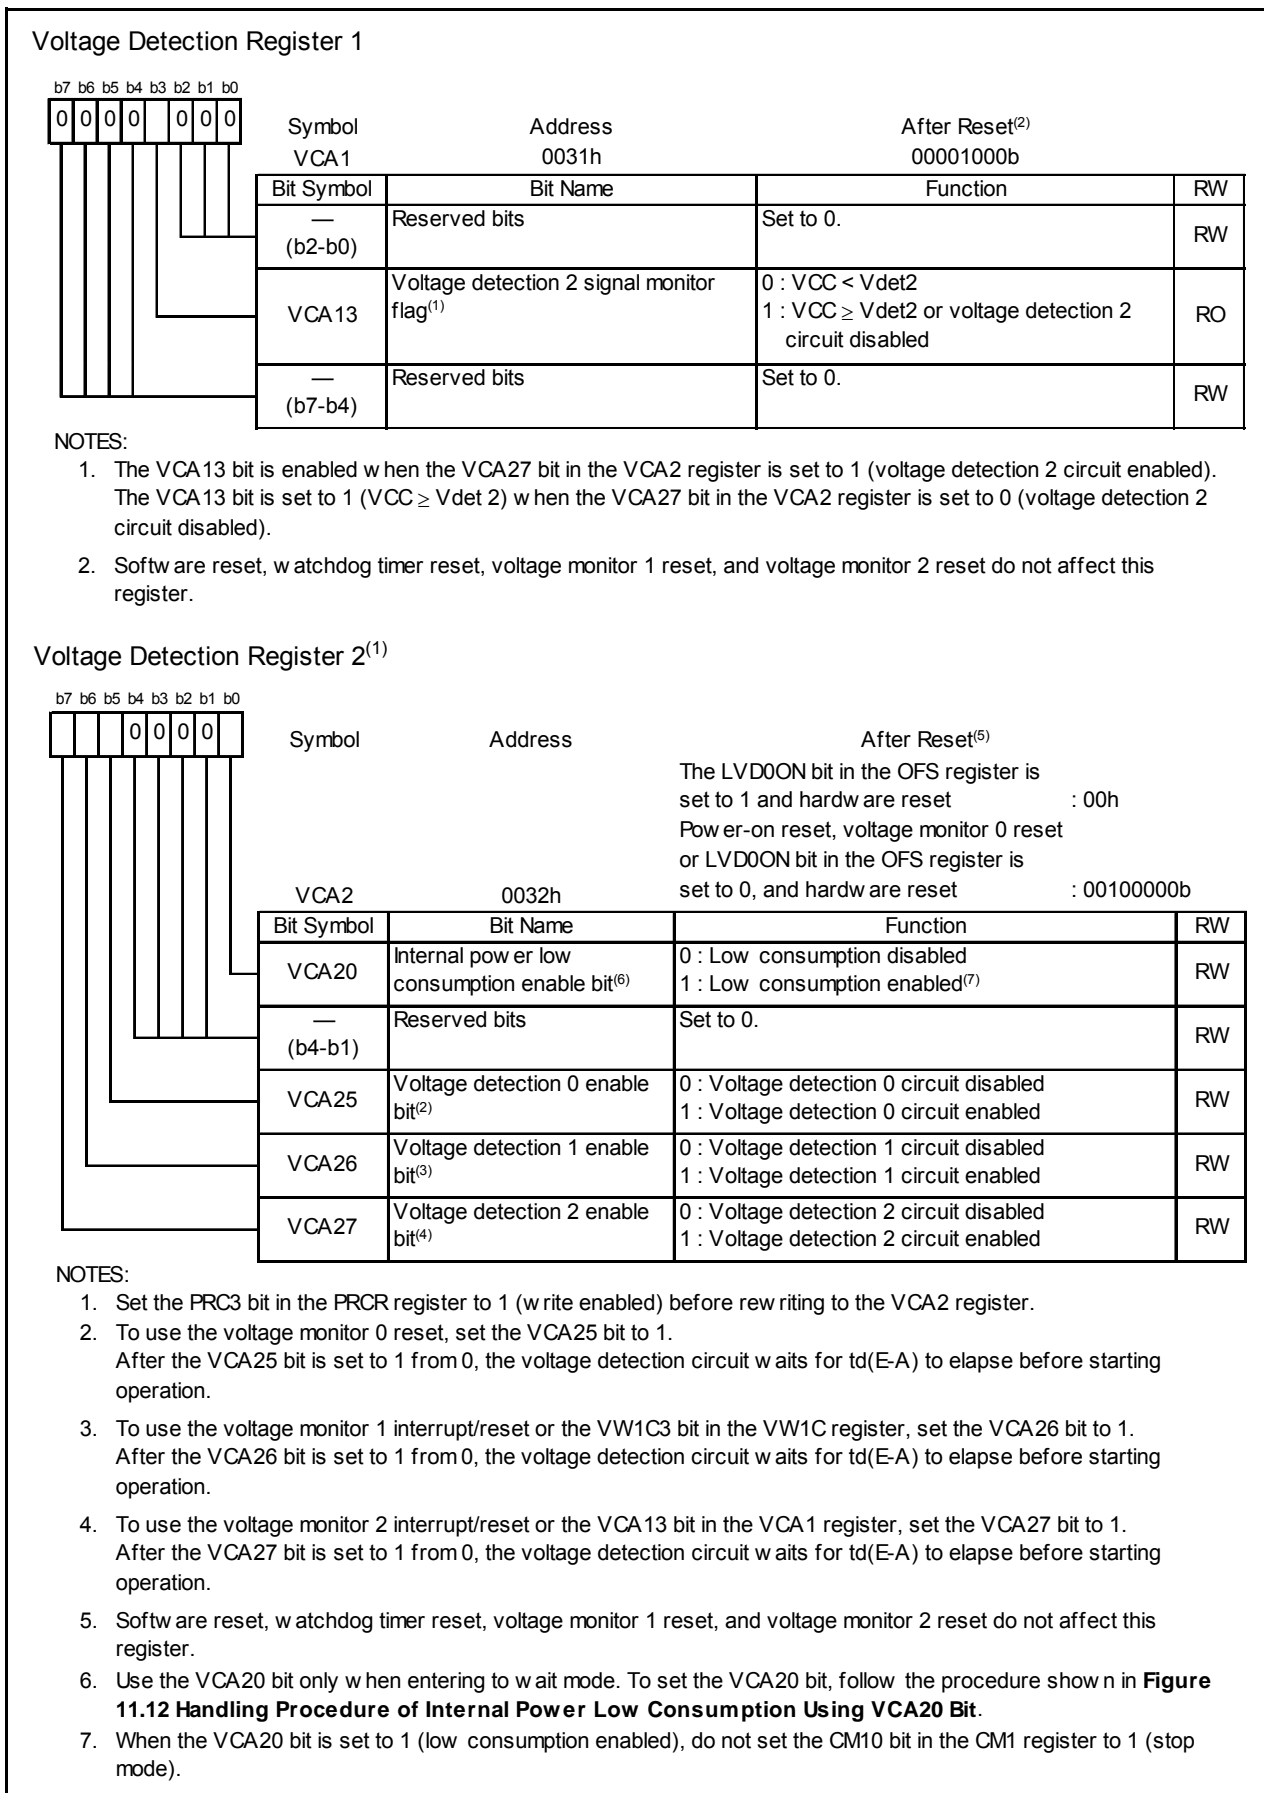 Voltage Detection Register 1
b7 b6 b5 b4 b3 b2 b1 b0
0 0 0 0 0 0 0
Symbol Address After Reset(2)
VCA1 0031h 00001000b
Bit Symbol Bit Name Function RW
—
(b2-b0)
Reserved bits
Set to 0.
RW
VCA13
Voltage detection 2 signal monitor
flag(1)
0 : VCC < Vdet2
1 : VCC ≥ Vdet2 or voltage detection 2
circuit disabled
RO
—
(b7-b4)
Reserved bits
Set to 0.
RW
NOTES:
1. The VCA13 bit is enabled when the VCA27 bit in the VCA2 register is set to 1 (voltage detection 2 circuit enabled).
The VCA13 bit is set to 1 (VCC ≥ Vdet 2) when the VCA27 bit in the VCA2 register is set to 0 (voltage detection 2
circuit disabled).
2. Software reset, watchdog timer reset, voltage monitor 1 reset, and voltage monitor 2 reset do not affect this
register.
Voltage Detection Register 2(1)
b7 b6 b5 b4 b3 b2 b1 b0
0 0 0 0
Symbol Address After Reset(5)
The LVD0ON bit in the OFS register is
set to 1 and hardware reset : 00h
Power-on reset, voltage monitor 0 reset
or LVD0ON bit in the OFS register is
VCA2 0032h set to 0, and hardware reset : 00100000b
Bit Symbol Bit Name Function RW
VCA20
Internal power low
consumption enable bit(6)
0 : Low consumption disabled
1 : Low consumption enabled(7)
RW
—
(b4-b1)
Reserved bits
Set to 0.
RW
VCA25
Voltage detection 0 enable
bit(2)
0 : Voltage detection 0 circuit disabled
1 : Voltage detection 0 circuit enabled
RW
VCA26
Voltage detection 1 enable
bit(3)
0 : Voltage detection 1 circuit disabled
1 : Voltage detection 1 circuit enabled
RW
VCA27
Voltage detection 2 enable
bit(4)
0 : Voltage detection 2 circuit disabled
1 : Voltage detection 2 circuit enabled
RW
NOTES:
1. Set the PRC3 bit in the PRCR register to 1 (write enabled) before rewriting to the VCA2 register.
2. To use the voltage monitor 0 reset, set the VCA25 bit to 1.
After the VCA25 bit is set to 1 from 0, the voltage detection circuit waits for td(E-A) to elapse before starting
operation.
3. To use the voltage monitor 1 interrupt/reset or the VW1C3 bit in the VW1C register, set the VCA26 bit to 1.
After the VCA26 bit is set to 1 from 0, the voltage detection circuit waits for td(E-A) to elapse before starting
operation.
4. To use the voltage monitor 2 interrupt/reset or the VCA13 bit in the VCA1 register, set the VCA27 bit to 1.
After the VCA27 bit is set to 1 from 0, the voltage detection circuit waits for td(E-A) to elapse before starting
operation.
5. Software reset, watchdog timer reset, voltage monitor 1 reset, and voltage monitor 2 reset do not affect this
register.
6. Use the VCA20 bit only when entering to wait mode. To set the VCA20 bit, follow the procedure shown in Figure
11.12 Handling Procedure of Internal Power Low Consumption Using VCA20 Bit.
7. When the VCA20 bit is set to 1 (low consumption enabled), do not set the CM10 bit in the CM1 register to 1 (stop
mode).